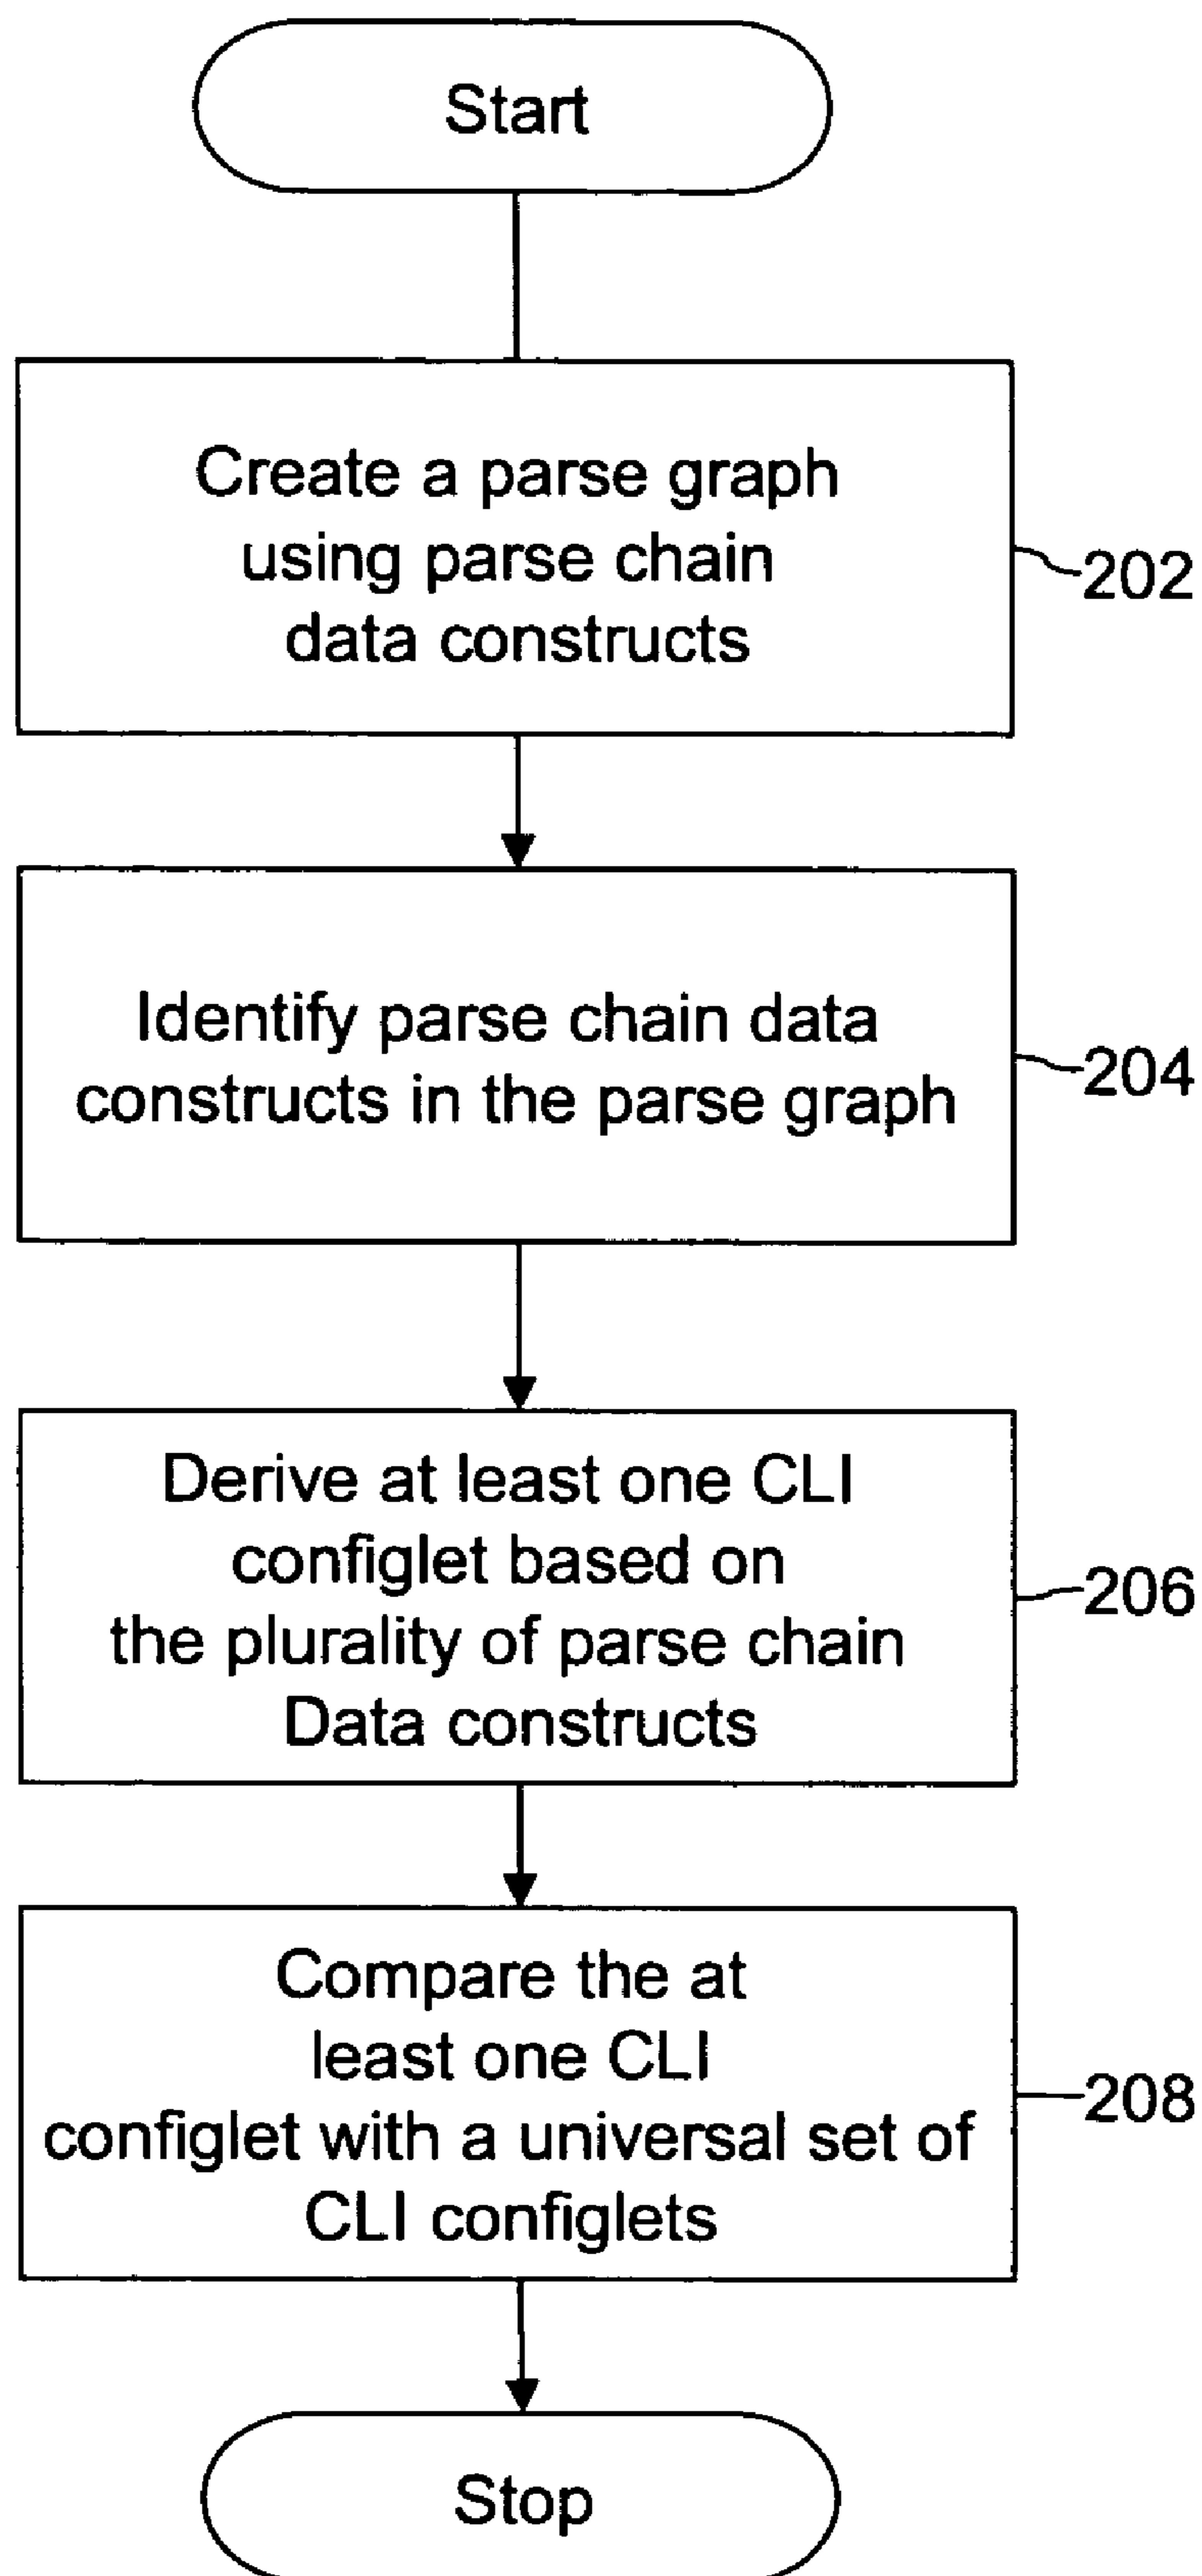 Start
Create a parse graph
using parse chain
data constructs
202
Identify parse chain data
constructs in the parse graph
204
Derive at least one CLI
configlet based on
the plurality of parse chain
Data constructs
206
Compare the at
least one CLI
configlet with a universal set of
CLI configlets
208
Stop